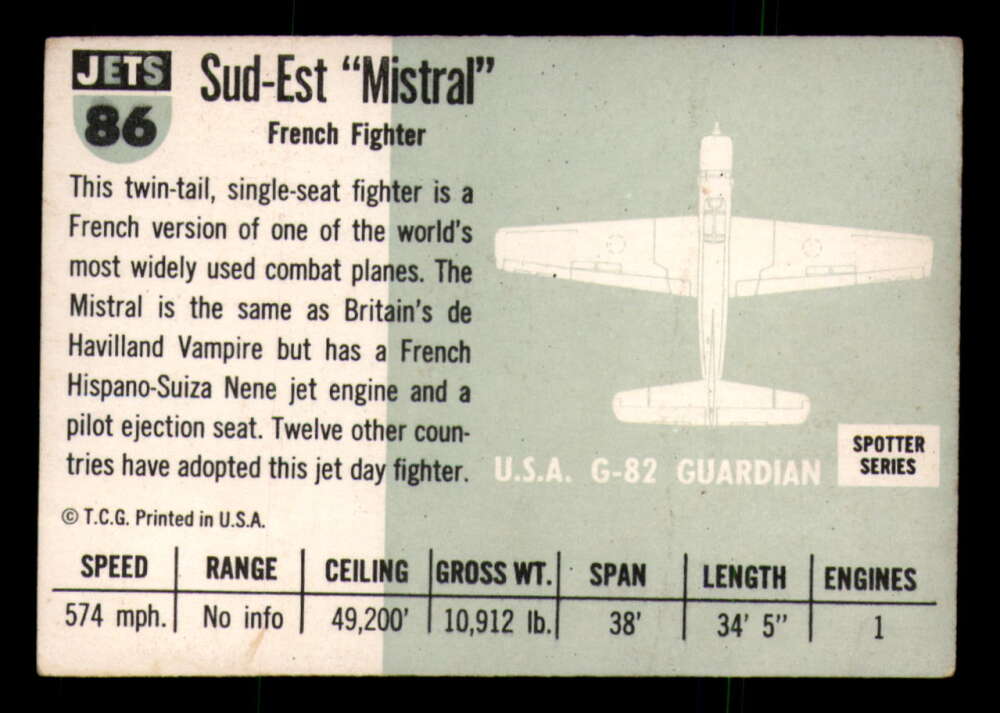 JETS
86
Sud-Est “Mistral”
French Fighter
This twin-tail, single-seat fighter is a
French version of one of the world's
most widely used combat planes. The
Mistral is the same as Britain's de
Havilland Vampire but has a French
Hispano-Suiza Nene jet engine and a
pilot ejection seat. Twelve other coun-
tries have adopted this jet day fighter.
© T.C.G. Printed in U.S.A.
U.S.A. G-82 GUARDIAN
SPOTTER
SERIES
SPEED RANGE CEILING GROSS WT. SPAN LENGTH ENGINES
574 mph. No info 49,200' 10,912 lb. 38' 34' 5” 1